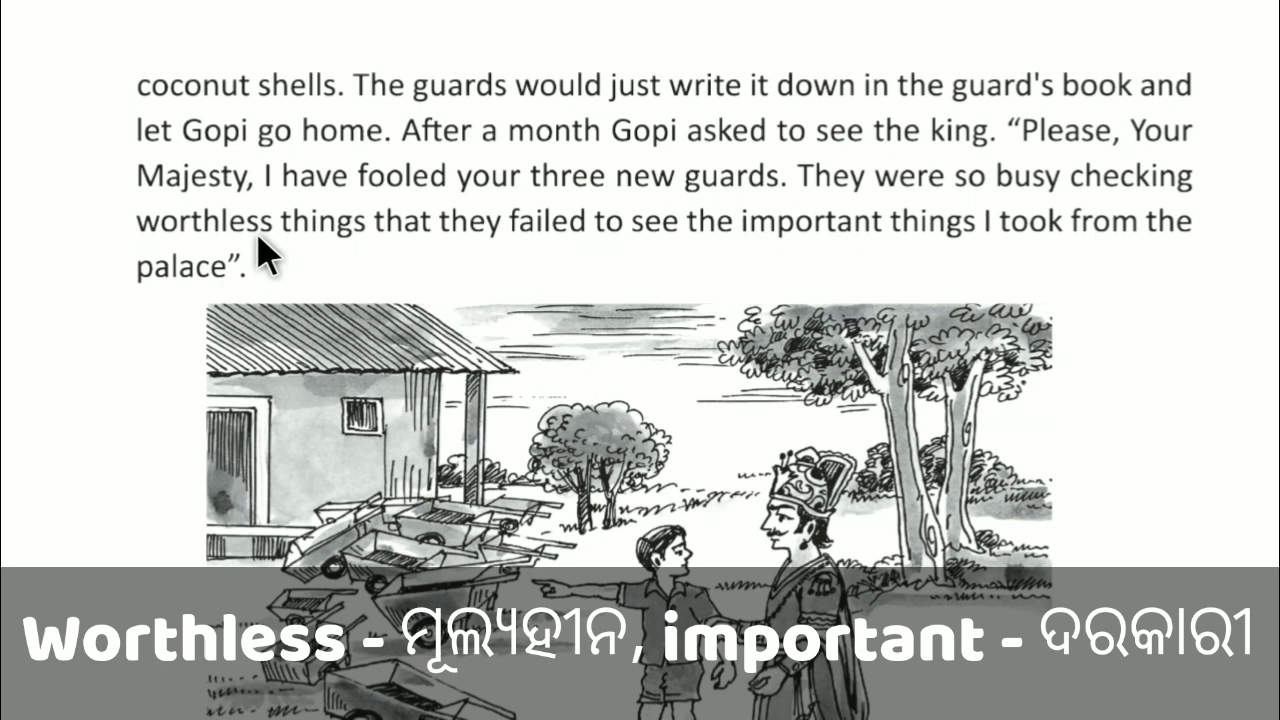 coconut shells. The guards would just write it down in the guard's book and
let Gopi go home. After a month Gopi asked to see the king. “Please, Your
Majesty, I have fooled your three new guards. They were so busy checking
worthless things that they failed to see the important things I took from the
palace”.
Worthless - ମୂଲ୍ୟହୀନ, important - ଦରକାରୀ